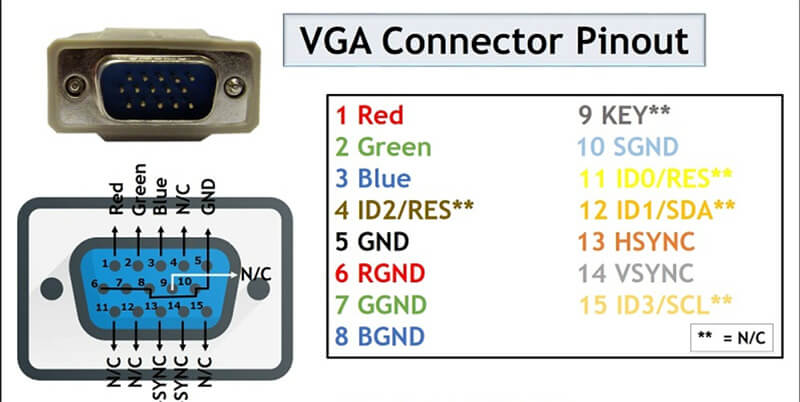 VGA Connector Pinout
1 Red
2 Green
3 Blue
4 ID2/RES**
5 GND
6 RGND
7 GGND
8 BGND
9 KEY**
10 SGND
11 ID0/RES**
12 ID1/SDA**
13 HSYNC
14 VSYNC
15 ID3/SCL**
** = N/C
Red
Green
Blue
N/C
GND
1 2 3 4 5
N/C
6 7 8 9 10
11 12 13 14 15
N/C
N/C
SYNC
SYNC
N/C